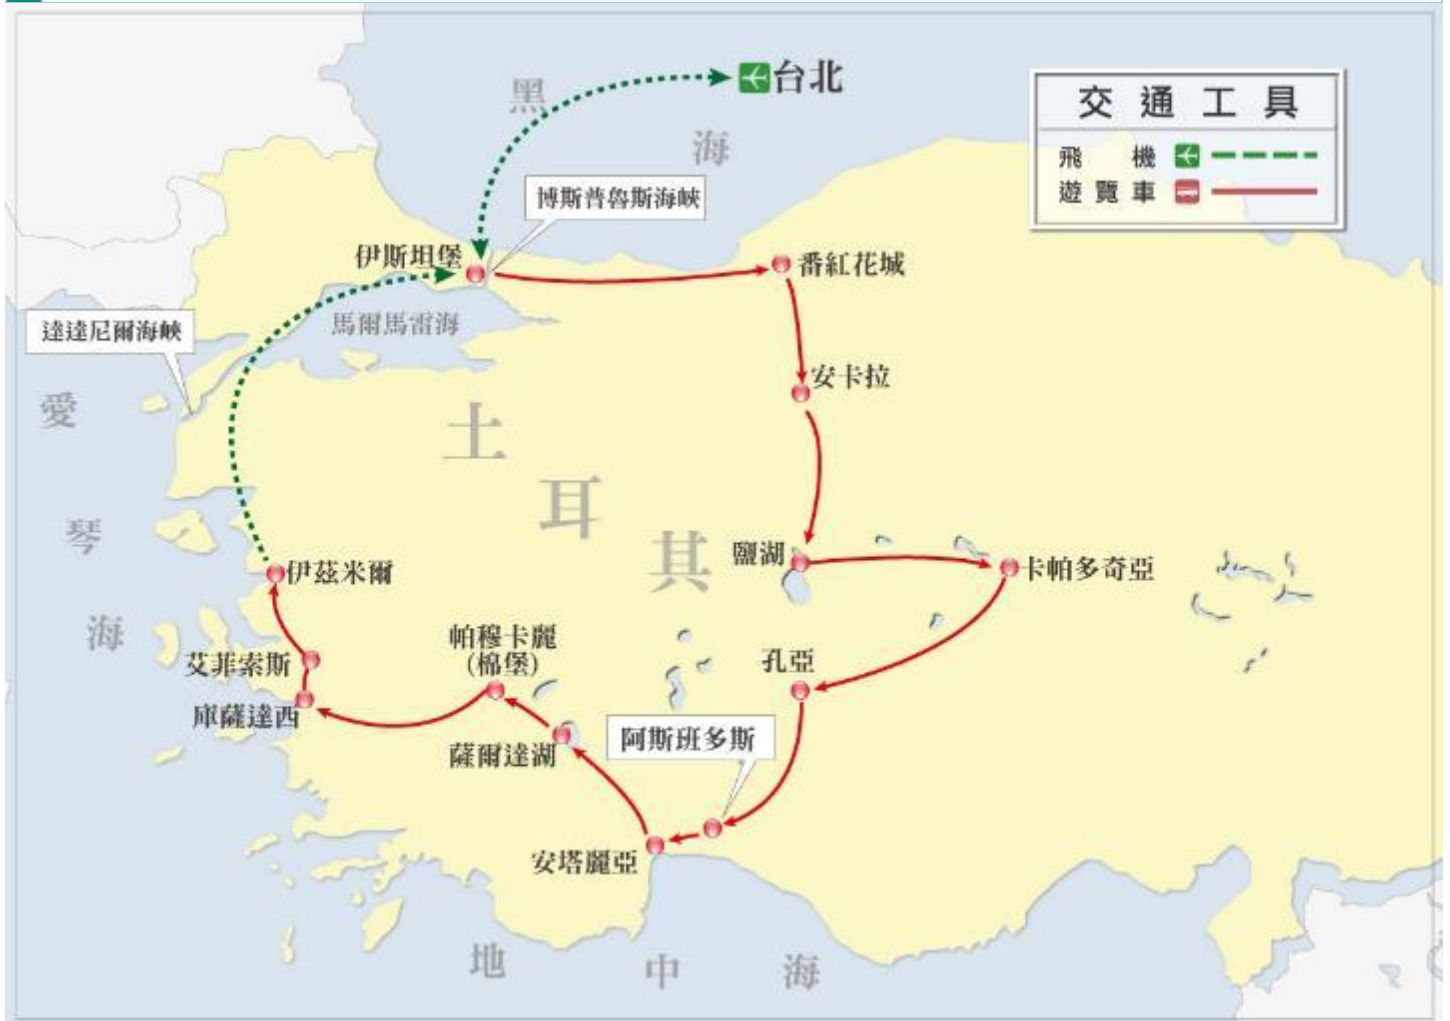 台北
黑
海
交通工具
飛機
遊覽車
博斯普魯斯海峽
伊斯坦堡
番紅花城
馬爾馬雷海
達達尼爾海峽
安卡拉
愛
琴
海
土
耳
其
鹽湖
卡帕多奇亞
伊茲米爾
帕穆卡麗
(棉堡)
孔亞
艾菲索斯
庫薩達西
阿斯班多斯
薩爾達湖
安塔麗亞
地
中
海